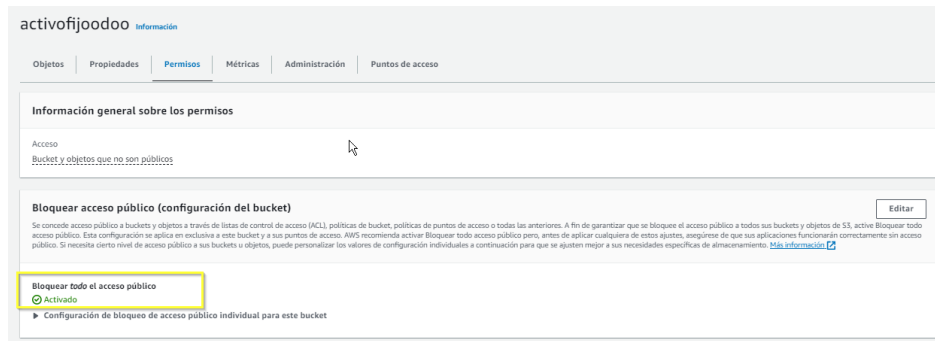 activofijoodoo Información
Objetos Propiedades Permisos Métricas Administración Puntos de acceso
Información general sobre los permisos
Acceso
Bucket y objetos que no son públicos
Bloquear acceso público (configuración del bucket)
Editar
Se concede acceso público a buckets y objetos a través de listas de control de acceso (ACL), políticas de bucket, políticas de puntos de acceso o todas las anteriores. A fin de garantizar que se bloquee el acceso público a todos sus buckets y objetos de S3, active Bloquear todo
acceso público. Esta configuración se aplica en exclusiva a este bucket y a sus puntos de acceso. AWS recomienda activar Bloquear todo acceso público pero, antes de aplicar cualquiera de estos ajustes, asegúrese de que sus aplicaciones funcionarán correctamente sin acceso
público. Si necesita cierto nivel de acceso público a sus buckets u objetos, puede personalizar los valores de configuración individuales a continuación para que se ajusten mejor a sus necesidades específicas de almacenamiento. Más información
Bloquear todo el acceso público
Activado
Configuración de bloqueo de acceso público individual para este bucket